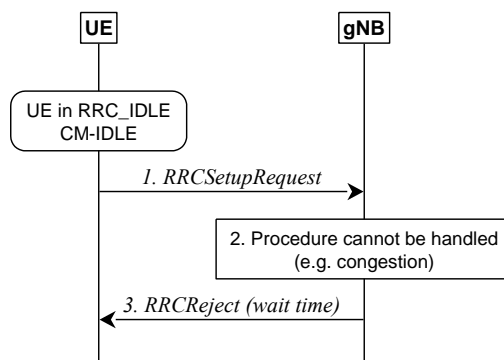 UE
gNB
UE in RRC_IDLE
CM-IDLE
1. RRCSetupRequest
2. Procedure cannot be handled
(e.g. congestion)
3. RRCReject (wait time)